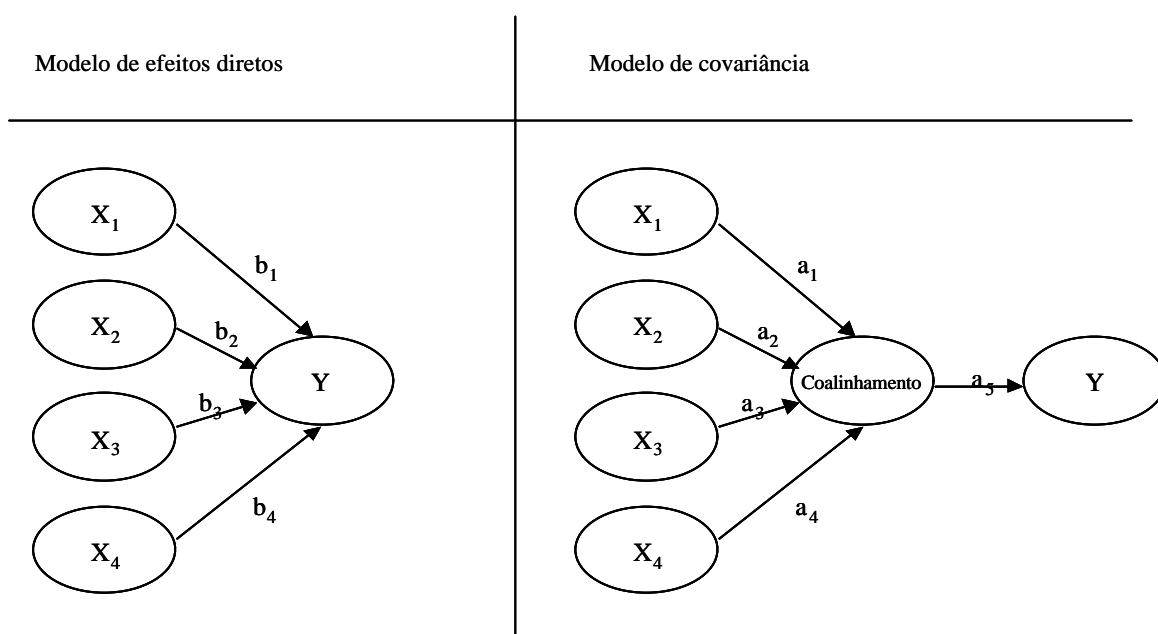 Modelo de efeitos diretos
Modelo de covariância
X₁
b₁
X₂
b₂
Y
b₃
X₃
b₄
X₄
X₁
a₁
X₂
a₂
Coalinhamento
a₅
Y
a₃
X₃
a₄
X₄